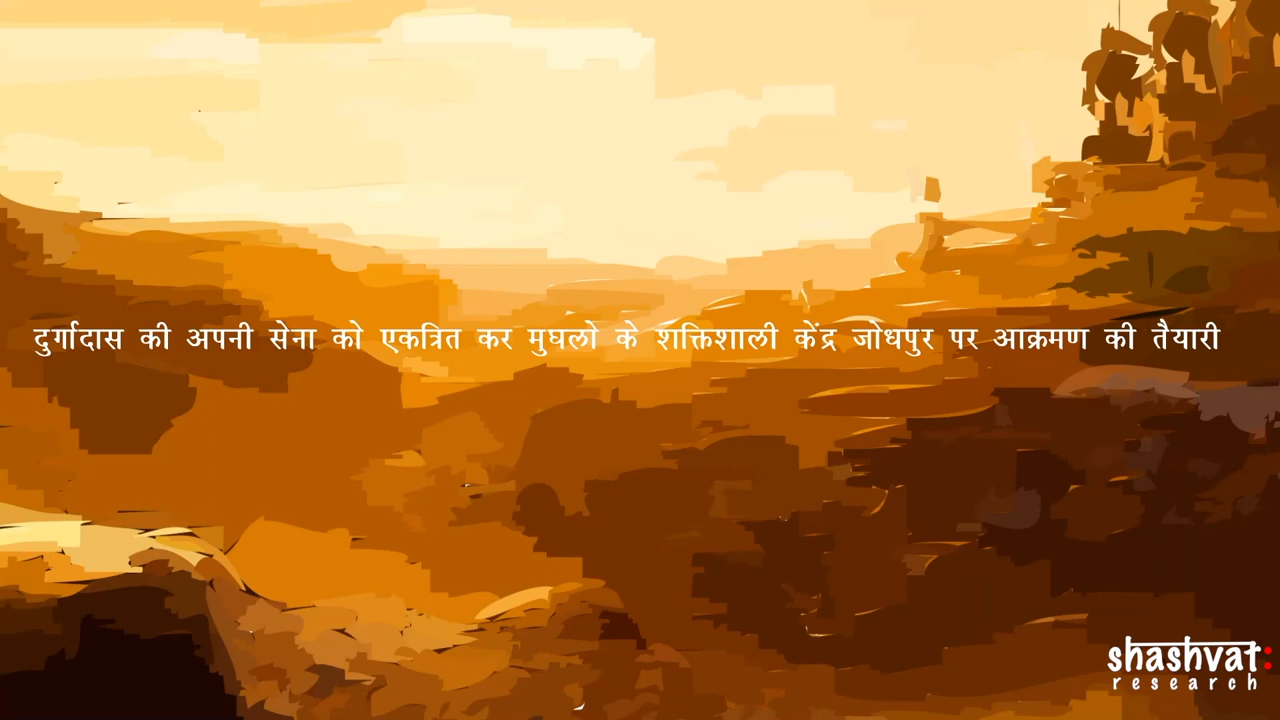 दुर्गादास की अपनी सेना को एकत्रित कर मुघलो के शक्तिशाली केंद्र जोधपुर पर आक्रमण की तैयारी
shashvat:
research